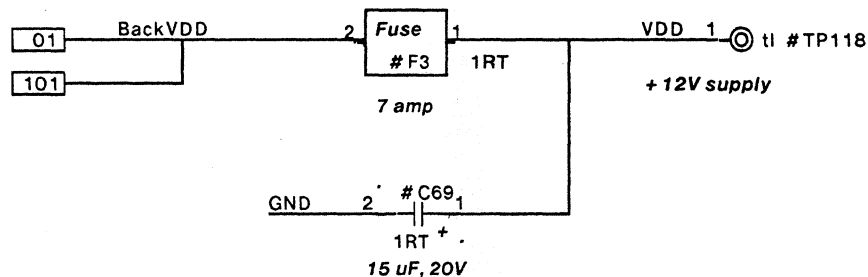 01 BackVDD 2 Fuse 1 VDD 1 tl #TP118
#F3 1RT
101 +12V supply
7 amp
GND 2 #C69 1
1RT +
15 uF, 20V